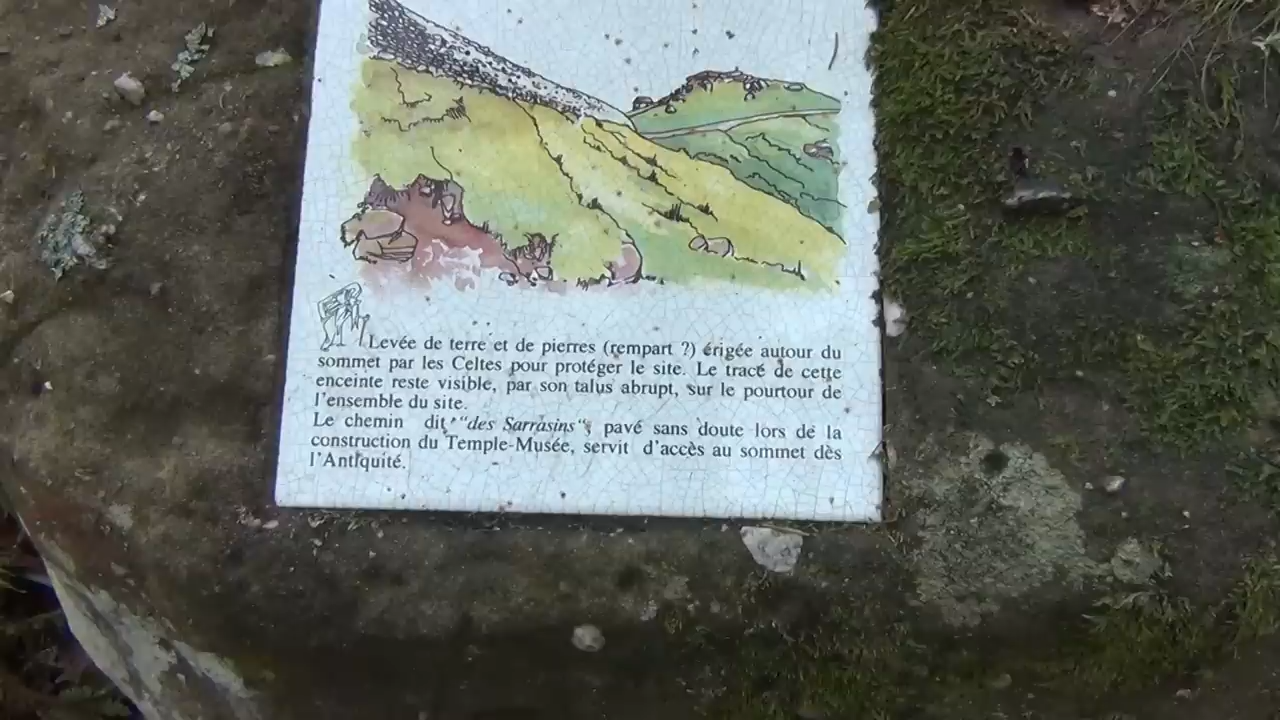 Levée de terre et de pierres (rempart ?) érigée autour du
sommet par les Celtes pour protéger le site. Le tracé de cette
enceinte reste visible, par son talus abrupt, sur le pourtour de
l'ensemble du site.
Le chemin dit "des Sarrasins", pavé sans doute lors de la
construction du Temple-Musée, servit d'accès au sommet dès
l'Antiquité.